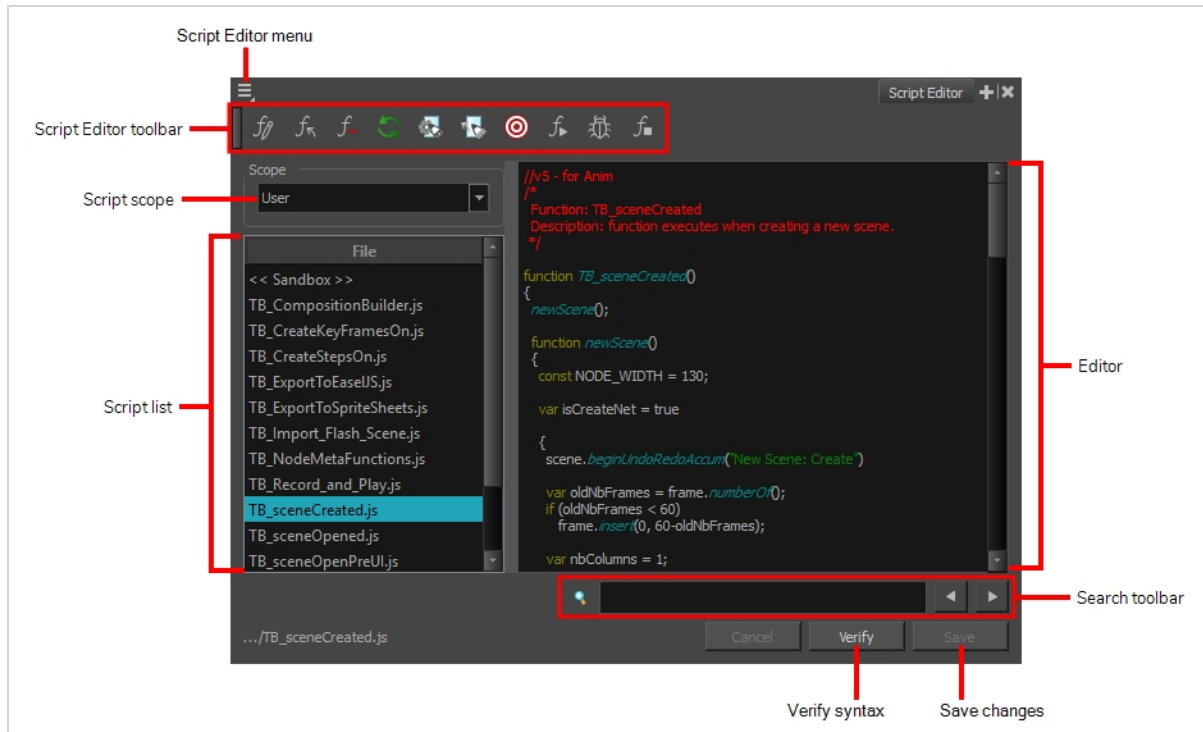 Script Editor menu
Script Editor
Script Editor toolbar
Scope
Script scope
User
File
<< Sandbox >>
TB_CompositionBuilder.js
TB_CreateKeyFramesOn.js
TB_CreateStepsOn.js
TB_ExportToEaselJS.js
TB_ExportToSpriteSheets.js
TB_Import_Flash_Scene.js
TB_NodeMetaFunctions.js
TB_Record_and_Play.js
TB_sceneCreated.js
TB_sceneOpened.js
TB_sceneOpenPreUI.js
Script list
//v5 - for Anim
/*
Function: TB_sceneCreated
Description: function executes when creating a new scene.
*/
function TB_sceneCreated()
{
newScene();
function newScene()
{
const NODE_WIDTH = 130;
var isCreateNet = true
{
scene.beginUndoRedoAccum("New Scene: Create")
var oldNbFrames = frame.numberOf();
if (oldNbFrames < 60)
frame.insert(0, 60-oldNbFrames);
var nbColumns = 1;
Editor
Search toolbar
.../TB_sceneCreated.js
Cancel
Verify
Save
Verify syntax
Save changes